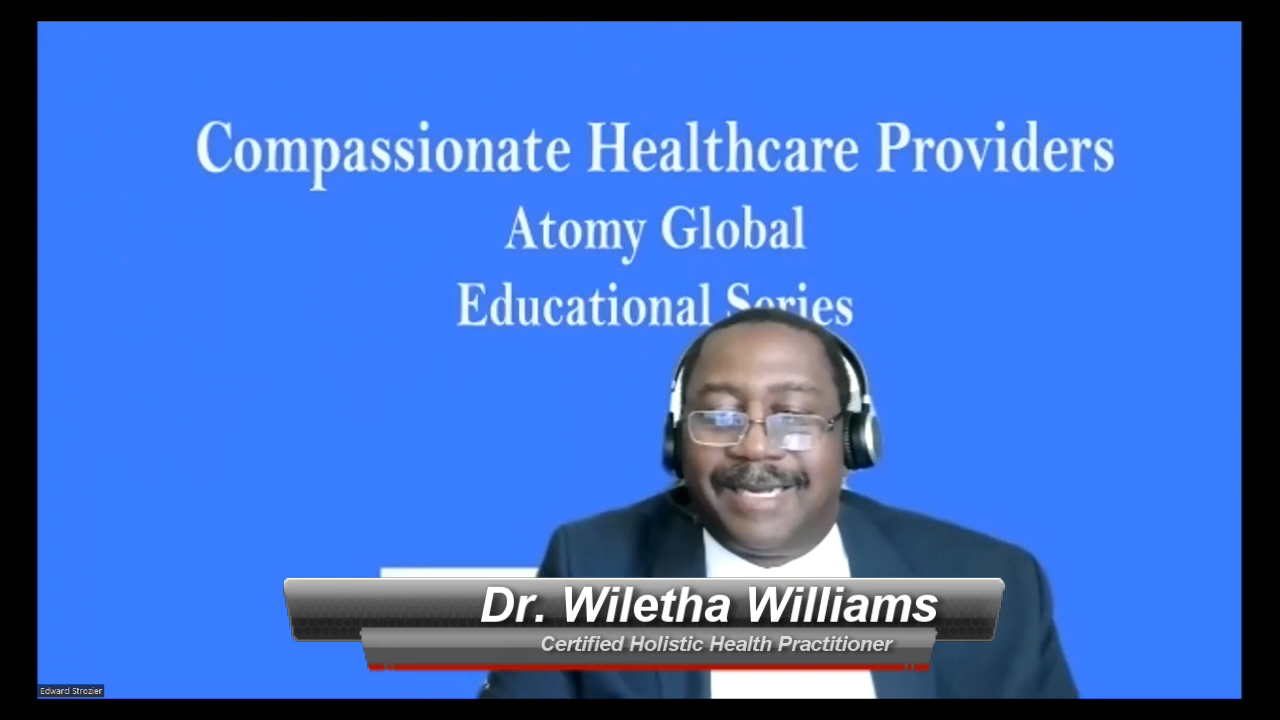 Compassionate Healthcare Providers
Atomy Global
Educational Series
Dr. Wiletha Williams
Certified Holistic Health Practitioner
Edward Strozier